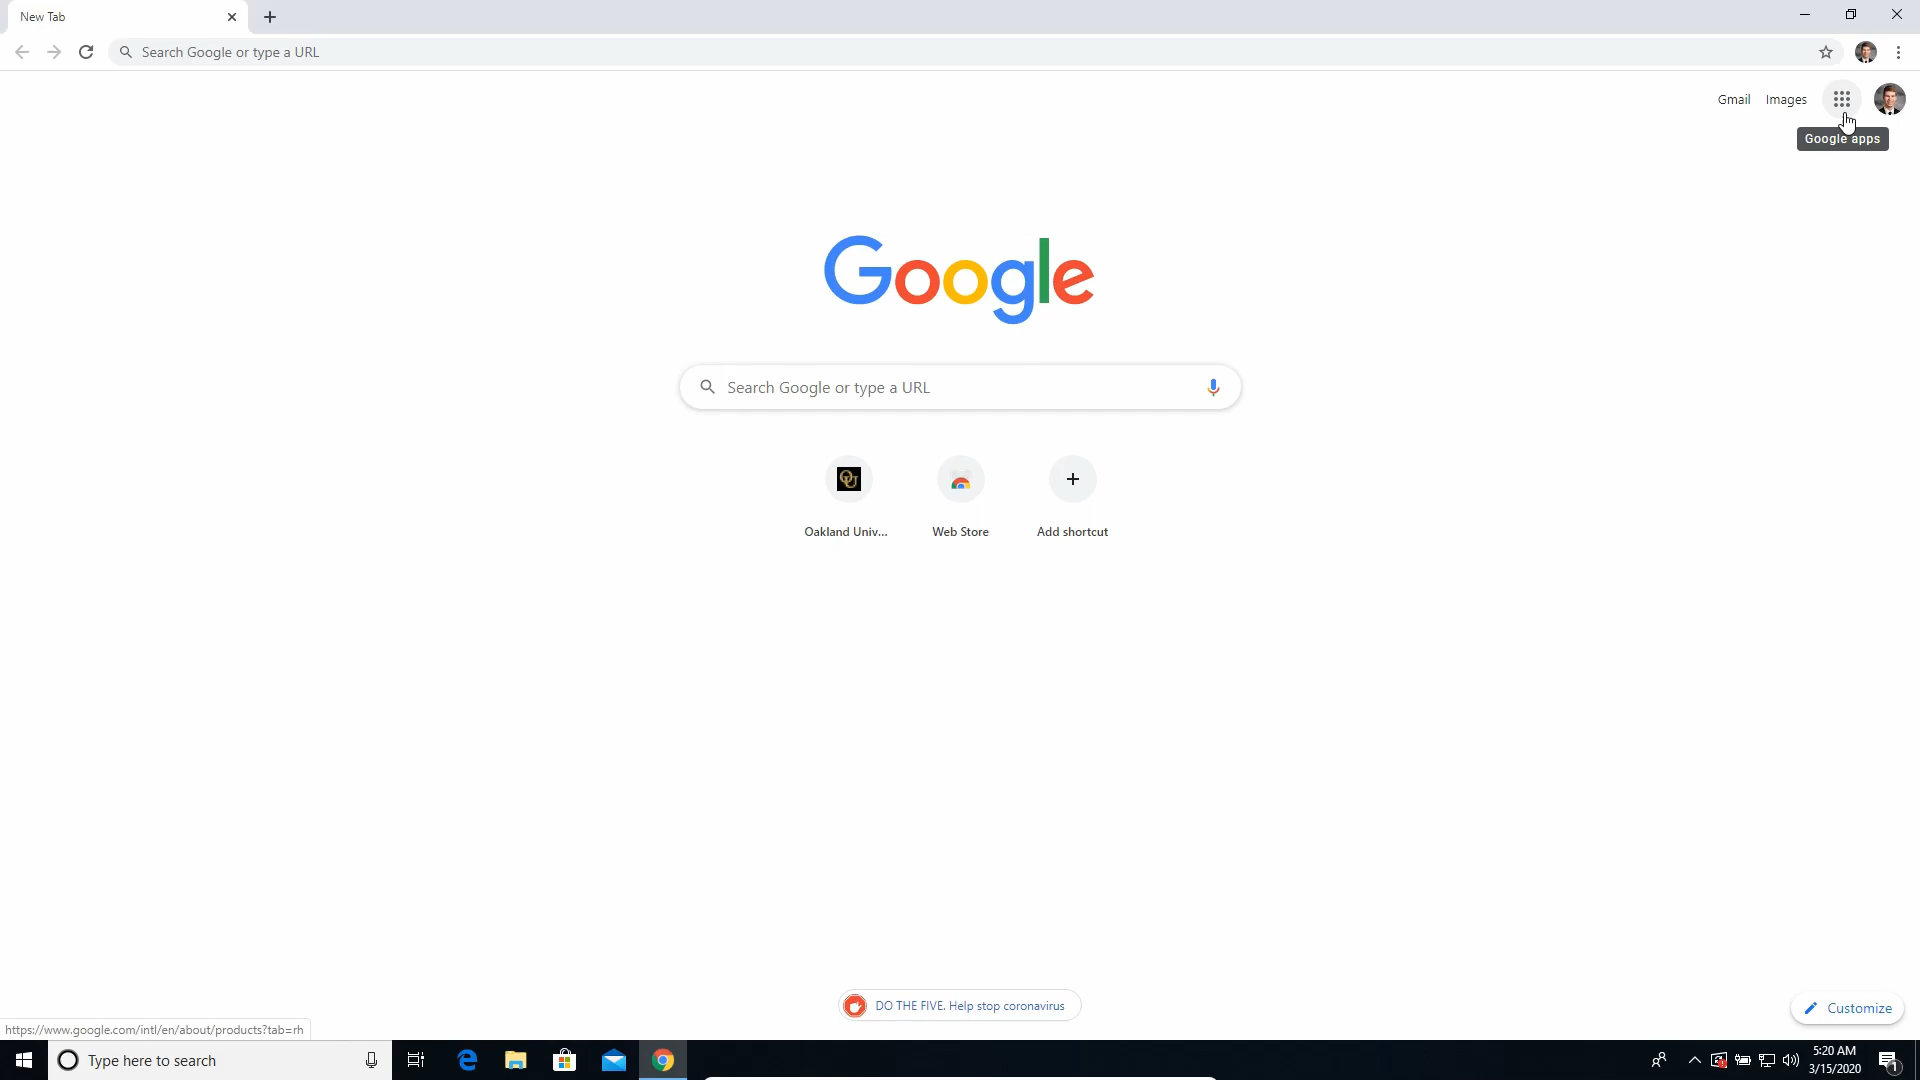 New Tab
Search Google or type a URL
Gmail Images
Google apps
Google
Search Google or type a URL
OU
Oakland Univ... Web Store Add shortcut
DO THE FIVE. Help stop coronavirus
Customize
https://www.google.com/intl/en/about/products?tab=rh
Type here to search
5:20 AM
3/15/2020
1